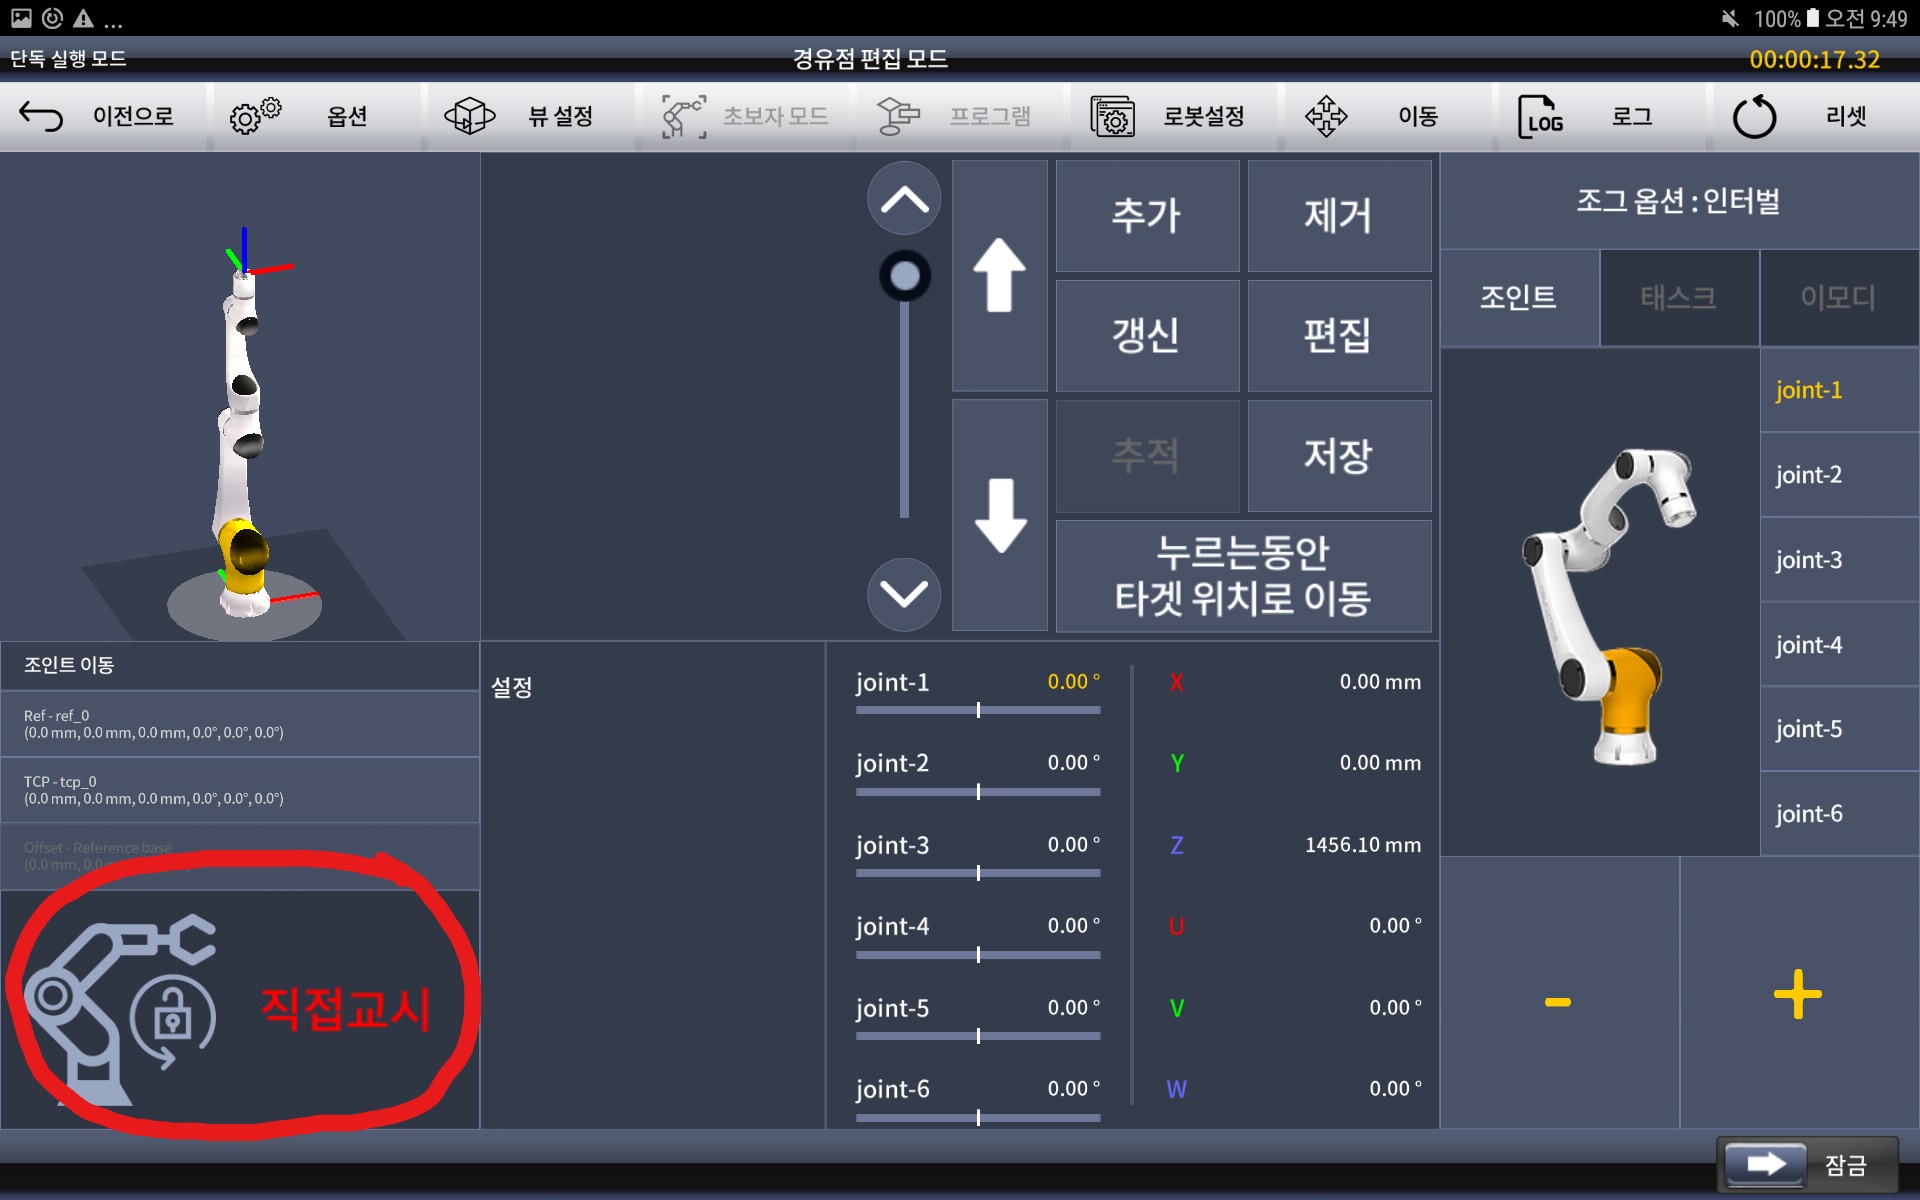 ...
100% 오전 9:49
단독 실행 모드
경유점 편집 모드
00:00:17.32
이전으로
옵션
뷰 설정
초보자 모드
프로그램
로봇설정
이동
LOG
로그
리셋
추가
제거
갱신
편집
추적
저장
누르는동안
타겟 위치로 이동
조그 옵션 : 인터벌
조인트
태스크
이모디
joint-1
joint-2
joint-3
joint-4
joint-5
joint-6
조인트 이동
Ref - ref_0
(0.0 mm, 0.0 mm, 0.0 mm, 0.0°, 0.0°, 0.0°)
TCP - tcp_0
(0.0 mm, 0.0 mm, 0.0 mm, 0.0°, 0.0°, 0.0°)
Offset - Reference base
(0.0 mm, 0.0
직접교시
설정
joint-1 0.00 °
joint-2 0.00 °
joint-3 0.00 °
joint-4 0.00 °
joint-5 0.00 °
joint-6 0.00 °
X 0.00 mm
Y 0.00 mm
Z 1456.10 mm
U 0.00 °
V 0.00 °
W 0.00 °
-
+
잠금